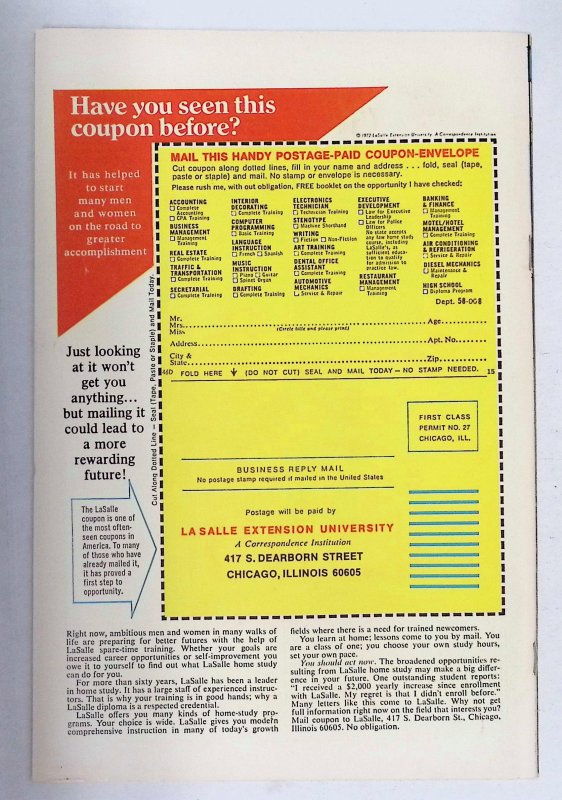 Have you seen this
coupon before?
© 1972 LaSalle Extension University A Correspondence Institution
It has helped
to start
many men
and women
on the road to
greater
accomplishment
MAIL THIS HANDY POSTAGE-PAID COUPON-ENVELOPE
Cut coupon along dotted lines, fill in your name and address . . . fold, seal (tape,
paste or staple) and mail. No stamp or envelope is necessary.
Please rush me, with out obligation, FREE booklet on the opportunity I have checked:
ACCOUNTING
Complete
Accounting
CPA Training
BUSINESS
MANAGEMENT
Management
Training
REAL ESTATE
Complete Training
TRAFFIC &
TRANSPORTATION
Complete Training
SECRETARIAL
Complete Training
INTERIOR
DECORATING
Complete Training
COMPUTER
PROGRAMMING
Basic Training
LANGUAGE
INSTRUCTION
French Spanish
MUSIC
INSTRUCTION
Piano Guitar
Spinet Organ
DRAFTING
Complete Training
ELECTRONICS
TECHNICIAN
Technician Training
STENOTYPE
Machine Shorthand
WRITING
Fiction Non-Fiction
ART TRAINING
Complete Training
DENTAL OFFICE
ASSISTANT
Complete Training
AUTOMOTIVE
MECHANICS
Service & Repair
EXECUTIVE
DEVELOPMENT
Law for Executive
Leadership
Law for Police
Officers
No state accepts
any law home study
course, including
LaSalle's, as
sufficient educa-
tion to qualify
for admission to
practice law.
RESTAURANT
MANAGEMENT
Management
Training
BANKING
& FINANCE
Management
Training
MOTEL/HOTEL
MANAGEMENT
Complete Training
AIR CONDITIONING
& REFRIGERATION
Service & Repair
DIESEL MECHANICS
Maintenance &
Repair
HIGH SCHOOL
Diploma Program
Dept. 58-068
Mr.
Mrs. Age
Miss (Circle title and please print)
Address Apt. No.
City &
State Zip
FOLD HERE ↓ (DO NOT CUT) SEAL AND MAIL TODAY — NO STAMP NEEDED. 15
Cut Along Dotted Line — Seal (Tape, Paste or Staple) and Mail Today
Just looking
at it won't
get you
anything...
but mailing it
could lead to
a more
rewarding
future!
The LaSalle
coupon is one of
the most often-
seen coupons in
America. To many
of those who have
already mailed it,
it has proved a
first step to
opportunity.
FIRST CLASS
PERMIT NO. 27
CHICAGO, ILL.
BUSINESS REPLY MAIL
No postage stamp required if mailed in the United States
Postage will be paid by
LA SALLE EXTENSION UNIVERSITY
A Correspondence Institution
417 S. DEARBORN STREET
CHICAGO, ILLINOIS 60605
Right now, ambitious men and women in many walks of
life are preparing for better futures with the help of
LaSalle spare-time training. Whether your goals are
increased career opportunities or self-improvement you
owe it to yourself to find out what LaSalle home study
can do for you.
For more than sixty years, LaSalle has been a leader
in home study. It has a large staff of experienced instruc-
tors. That is why your training is in good hands; why a
LaSalle diploma is a respected credential.
LaSalle offers you many kinds of home-study pro-
grams. Your choice is wide. LaSalle gives you modern
comprehensive instruction in many of today's growth
fields where there is a need for trained newcomers.
You learn at home; lessons come to you by mail. You
are a class of one; you choose your own study hours,
set your own pace.
You should act now. The broadened opportunities re-
sulting from LaSalle home study may make a big differ-
ence in your future. One outstanding student reports:
"I received a $2,000 yearly increase since enrollment
with LaSalle. My regret is that I didn't enroll before."
Many letters like this come to LaSalle. Why not get
full information right now on the field that interests you?
Mail coupon to LaSalle, 417 S. Dearborn St., Chicago,
Illinois 60605. No obligation.